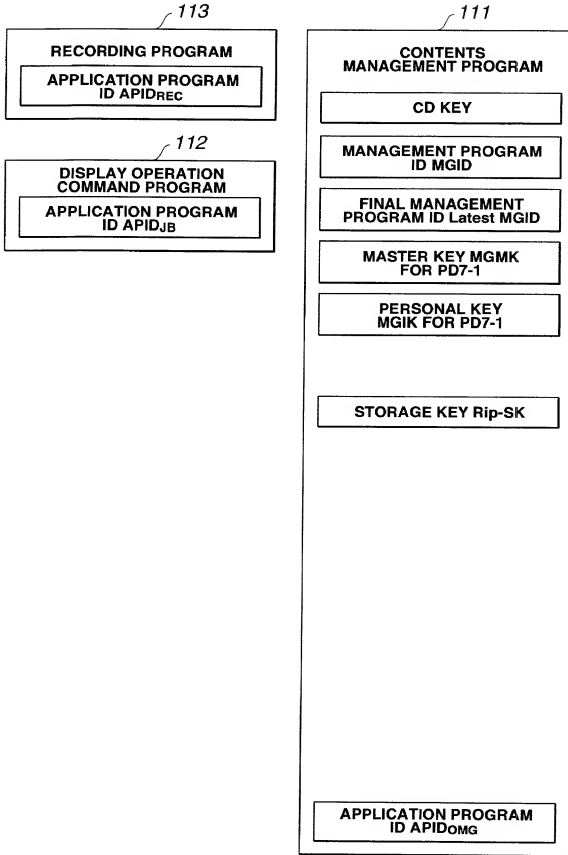 113
RECORDING PROGRAM
APPLICATION PROGRAM
ID APIDREC
112
DISPLAY OPERATION
COMMAND PROGRAM
APPLICATION PROGRAM
ID APIDJB
111
CONTENTS
MANAGEMENT PROGRAM
CD KEY
MANAGEMENT PROGRAM
ID MGID
FINAL MANAGEMENT
PROGRAM ID Latest MGID
MASTER KEY MGMK
FOR PD7-1
PERSONAL KEY
MGIK FOR PD7-1
STORAGE KEY Rip-SK
APPLICATION PROGRAM
ID APIDOMG